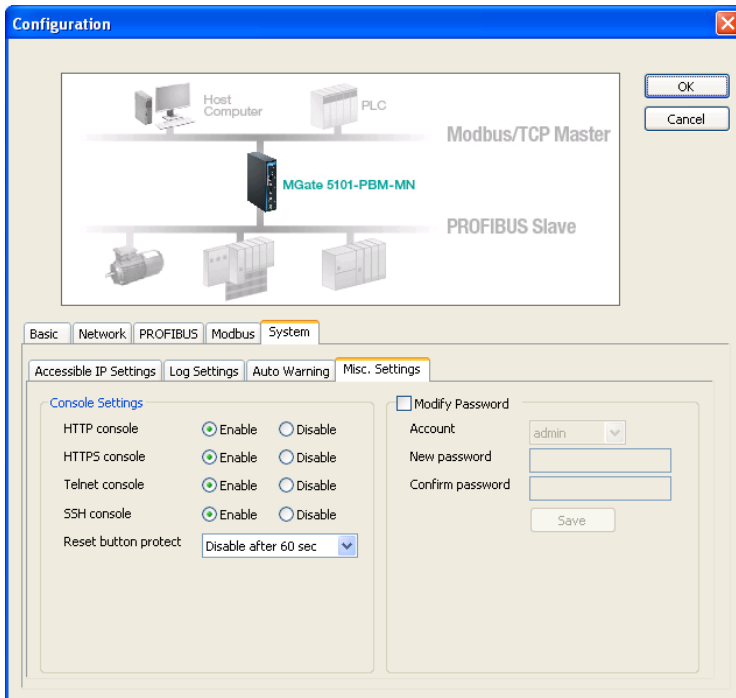 Configuration
Host
Computer
PLC
Modbus/TCP Master
MGate 5101-PBM-MN
PROFIBUS Slave
OK
Cancel
Basic Network PROFIBUS Modbus System
Accessible IP Settings Log Settings Auto Warning Misc. Settings
Console Settings
HTTP console Enable Disable
HTTPS console Enable Disable
Telnet console Enable Disable
SSH console Enable Disable
Reset button protect Disable after 60 sec
Modify Password
Account admin
New password
Confirm password
Save